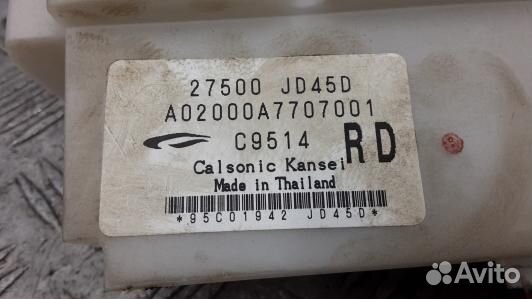 27500 JD45D
A02000A7707001
C9514 RD
Calsonic Kansei
Made in Thailand
*95C01942 JD45D*
Avito